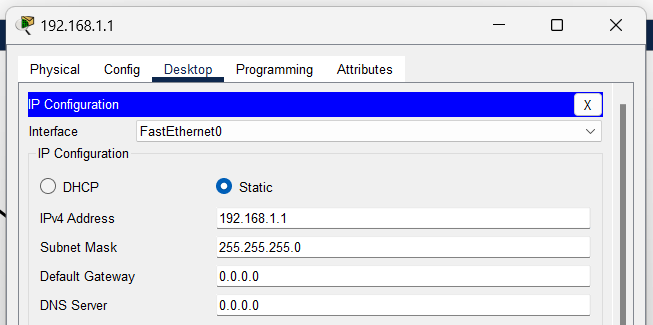 192.168.1.1
Physical Config Desktop Programming Attributes
IP Configuration X
Interface FastEthernet0
IP Configuration
DHCP Static
IPv4 Address 192.168.1.1
Subnet Mask 255.255.255.0
Default Gateway 0.0.0.0
DNS Server 0.0.0.0